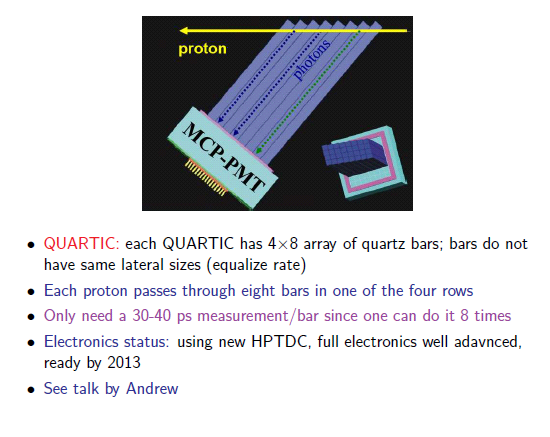 proton
photons
MCP-PMT
• QUARTIC: each QUARTIC has 4×8 array of quartz bars; bars do not
have same lateral sizes (equalize rate)
• Each proton passes through eight bars in one of the four rows
• Only need a 30-40 ps measurement/bar since one can do it 8 times
• Electronics status: using new HPTDC, full electronics well adavnced,
ready by 2013
• See talk by Andrew